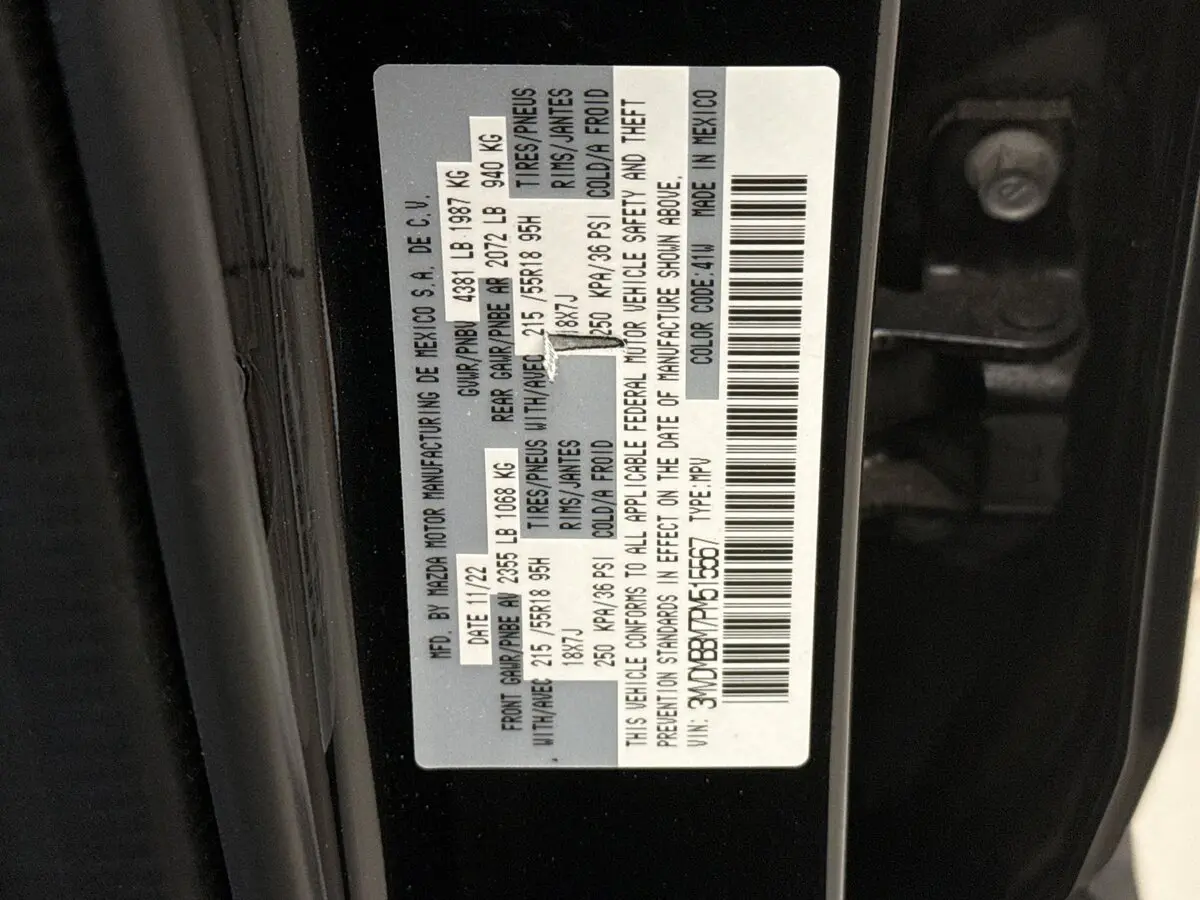 MFD. BY MAZDA MOTOR MANUFACTURING DE MEXICO S.A. DE C.V.
DATE 11/22 GVWR/PNBV 4381 LB 1987 KG
FRONT GAWR/PNBE AV 2355 LB 1068 KG REAR GAWR/PNBE AR 2072 LB 940 KG
WITH/AVEC 215 /55R18 95H TIRES/PNEUS WITH/AVEC 215 /55R18 95H TIRES/PNEUS
18X7J RIMS/JANTES 18X7J RIMS/JANTES
250 KPA/36 PSI COLD/A FROID 250 KPA/36 PSI COLD/A FROID
THIS VEHICLE CONFORMS TO ALL APPLICABLE FEDERAL MOTOR VEHICLE SAFETY AND THEFT
PREVENTION STANDARDS IN EFFECT ON THE DATE OF MANUFACTURE SHOWN ABOVE.
VIN: 3MVDMBBM7PM515567 TYPE:MPV COLOR CODE:41W MADE IN MEXICO